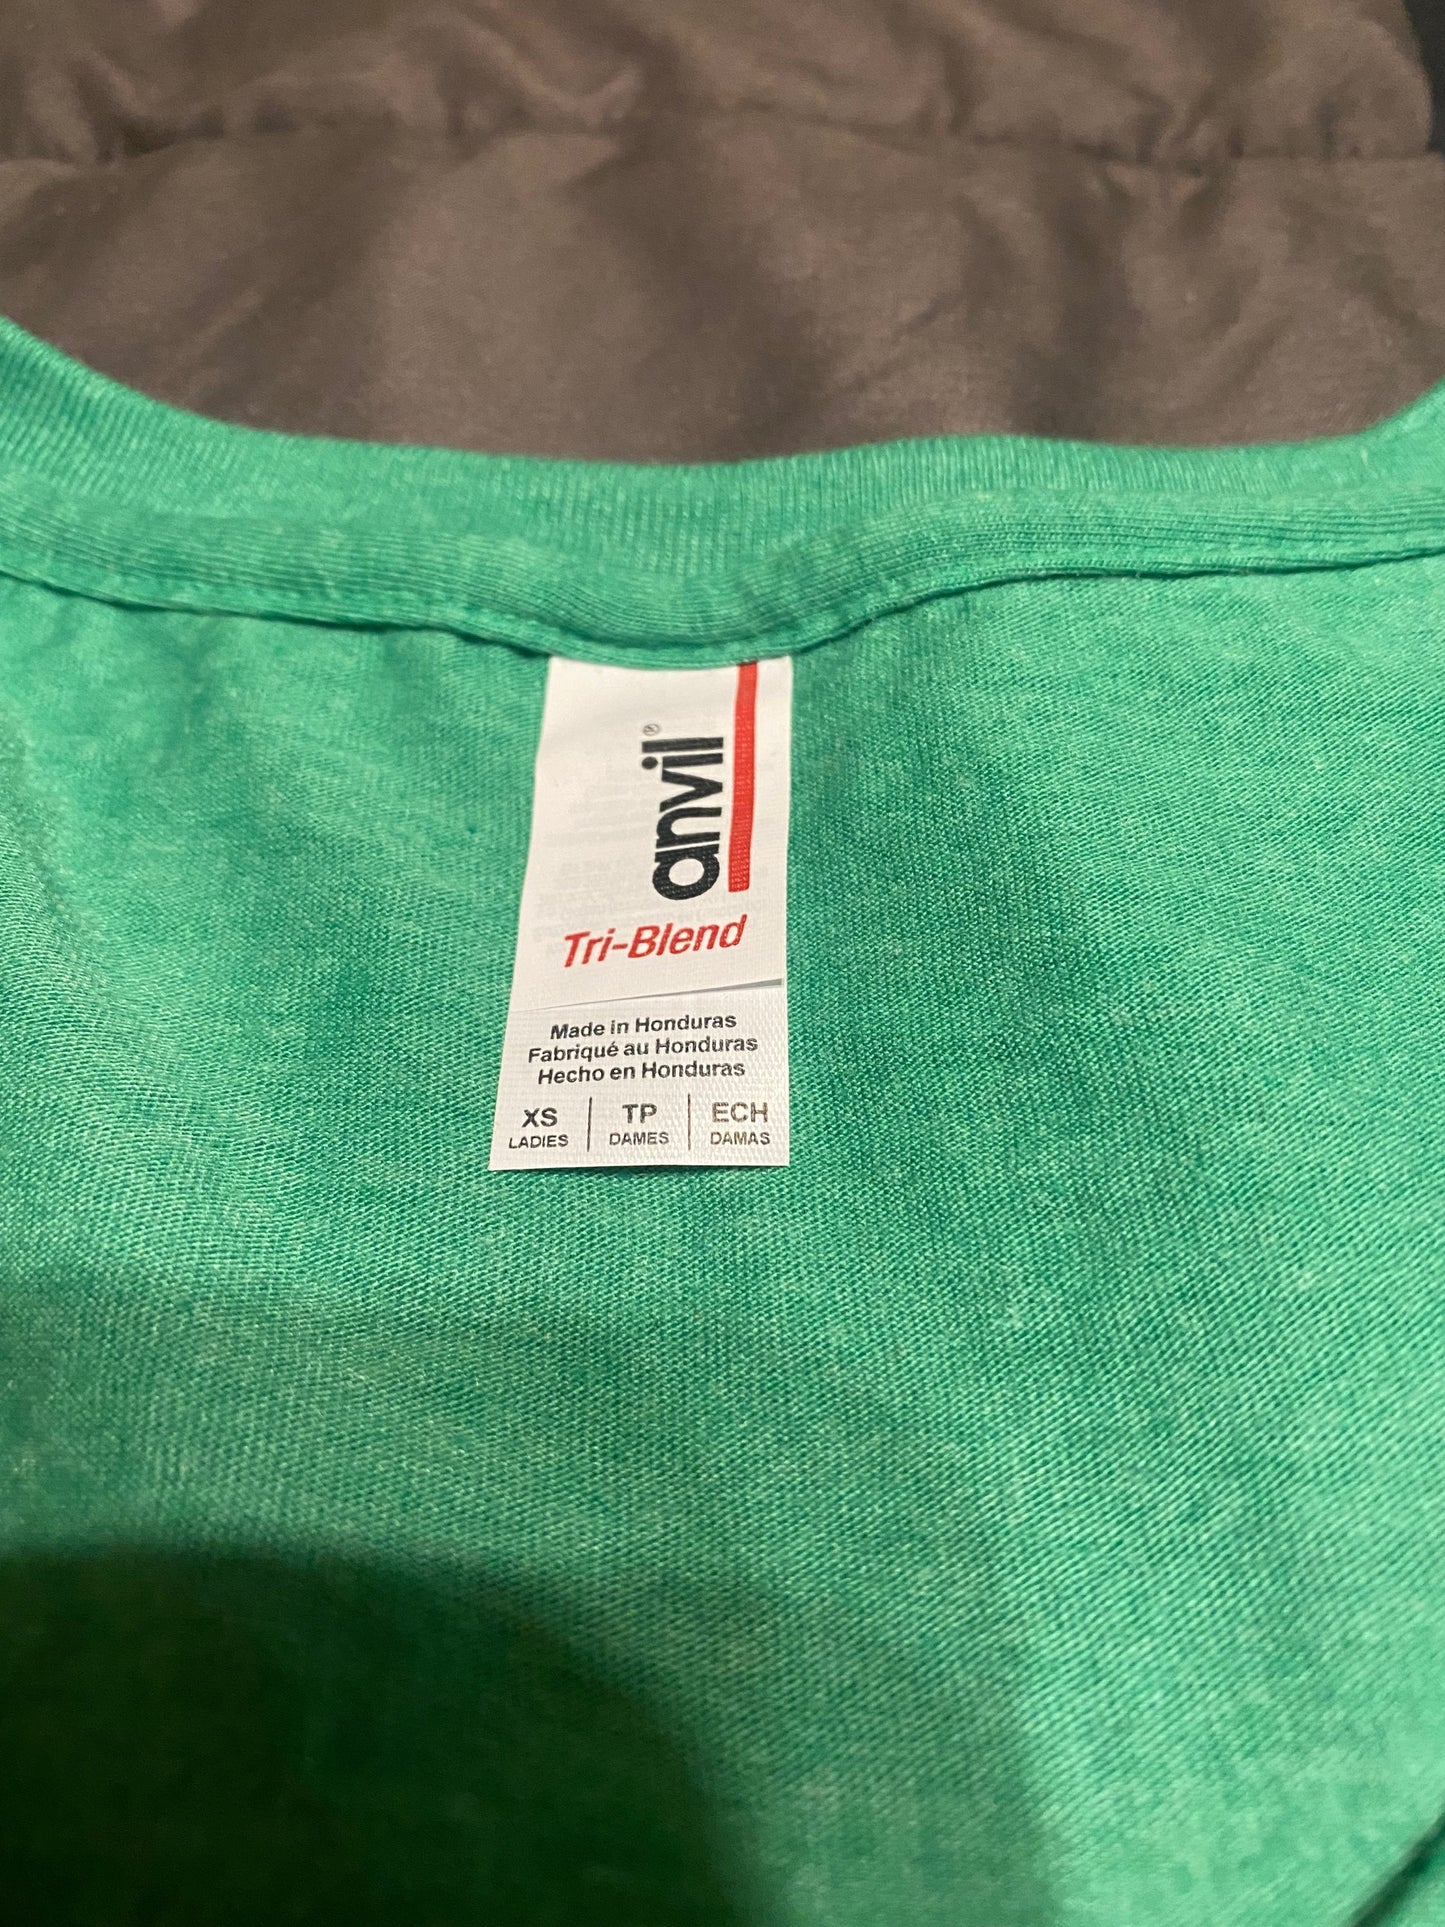 anvil®
Tri-Blend
Made in Honduras
Fabriqué au Honduras
Hecho en Honduras
XS | TP | ECH
LADIES | DAMES | DAMAS